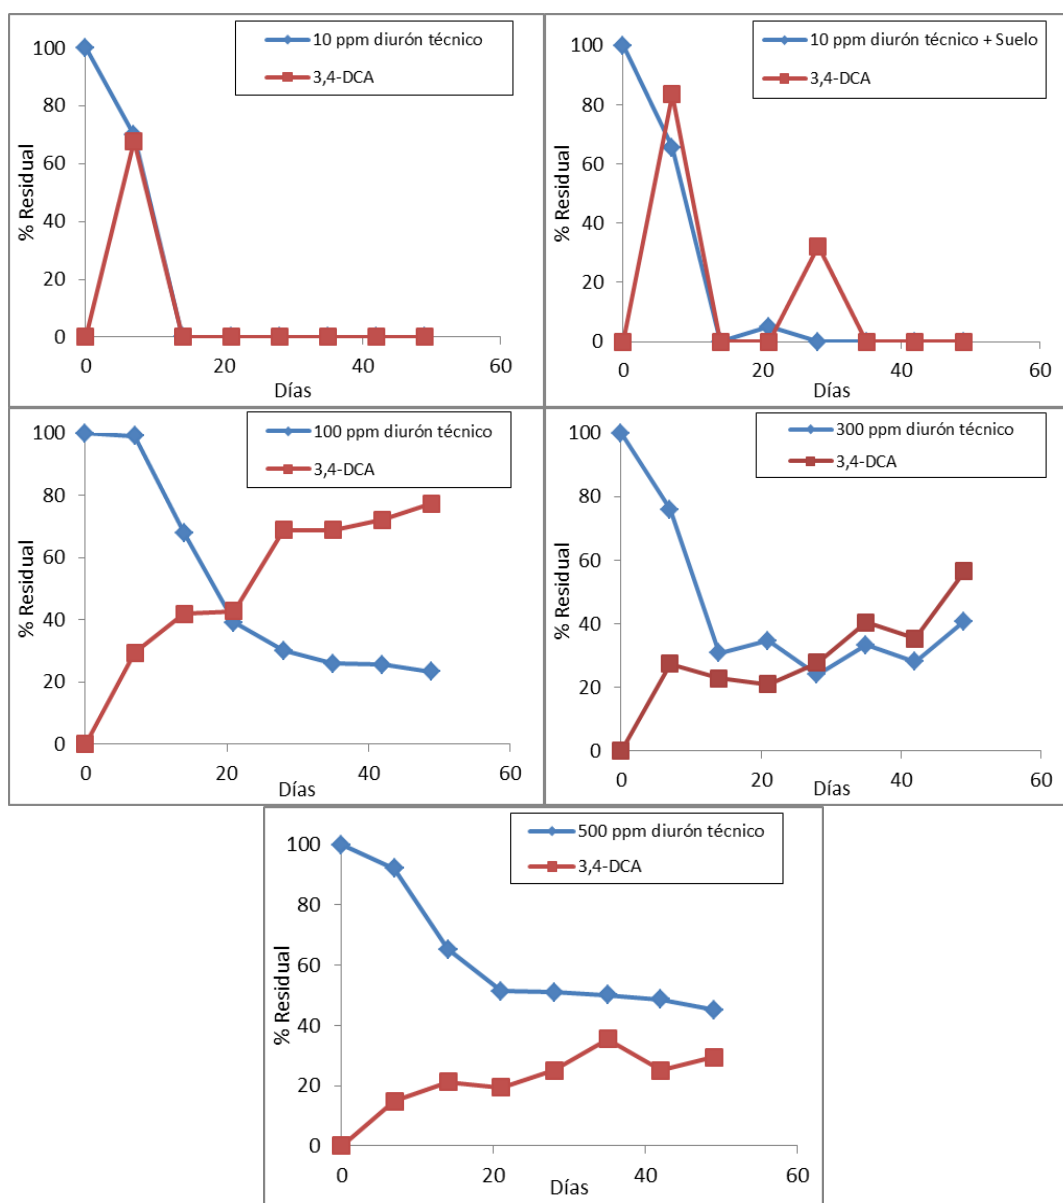 10 ppm diurón técnico
3,4-DCA
% Residual
100
80
60
40
20
0
0 20 40 60
Días
10 ppm diurón técnico + Suelo
3,4-DCA
% Residual
100
80
60
40
20
0
0 20 40 60
Días
100 ppm diurón técnico
3,4-DCA
% Residual
100
80
60
40
20
0
0 20 40 60
Días
300 ppm diurón técnico
3,4-DCA
% Residual
100
80
60
40
20
0
0 20 40 60
Días
500 ppm diurón técnico
3,4-DCA
% Residual
100
80
60
40
20
0
0 20 40 60
Días